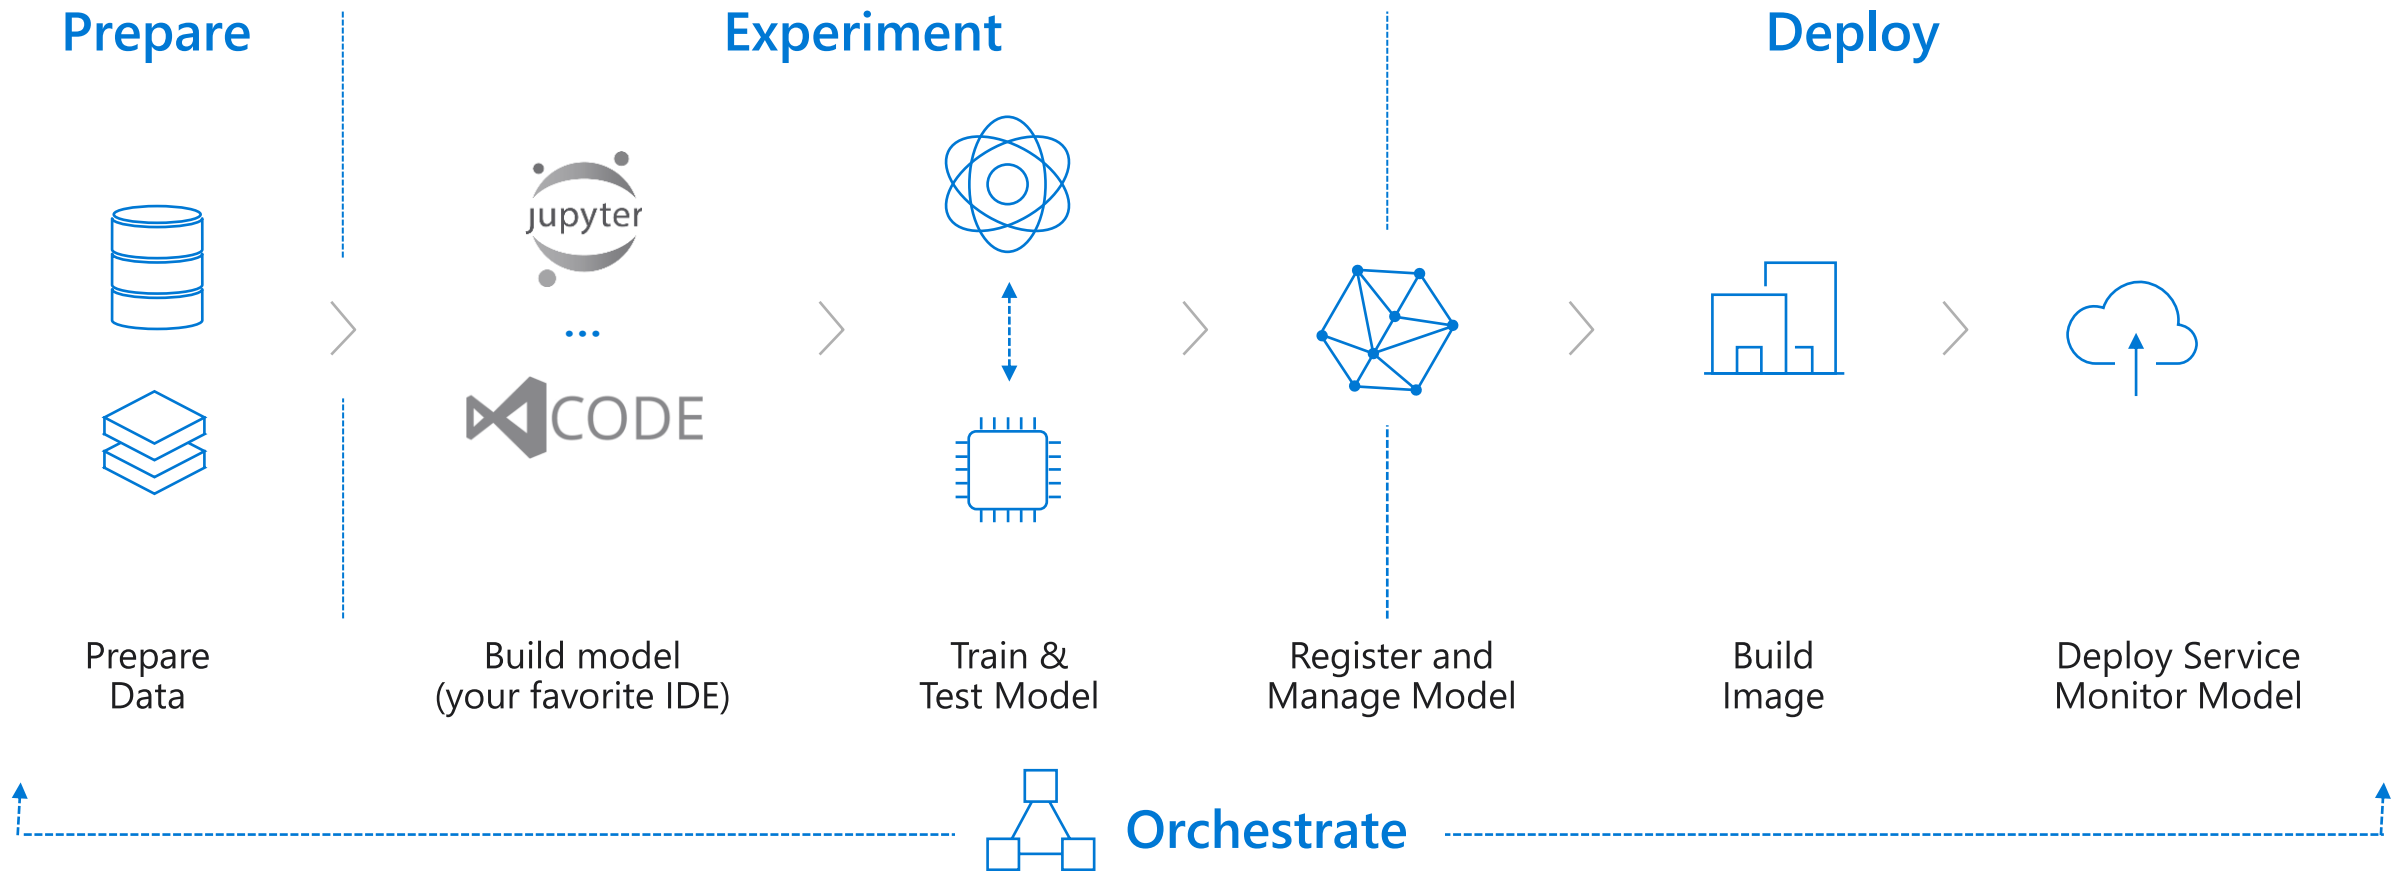 Prepare
Experiment
Deploy
jupyter
...
CODE
Prepare
Data
Build model
(your favorite IDE)
Train &
Test Model
Register and
Manage Model
Build
Image
Deploy Service
Monitor Model
Orchestrate